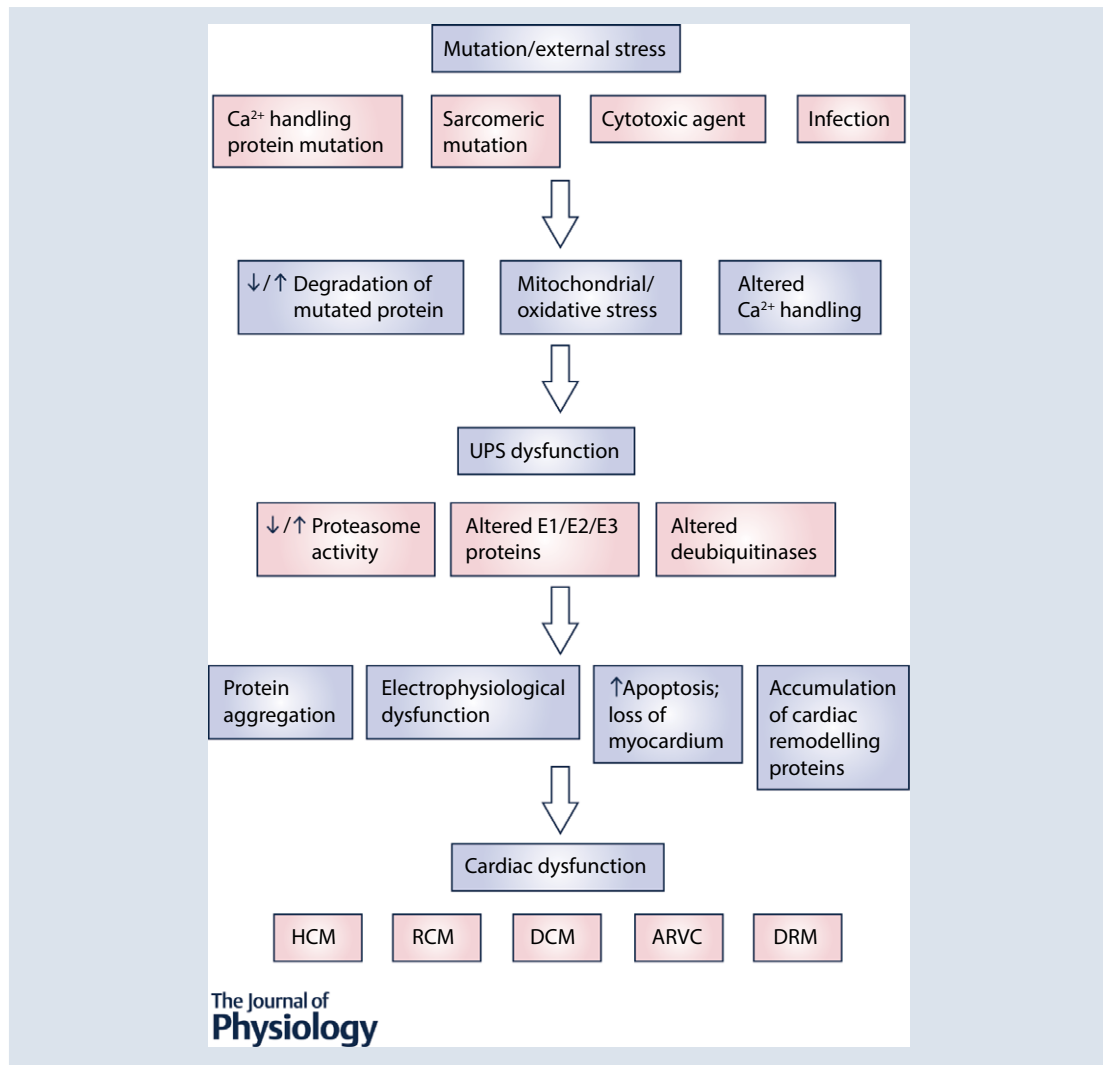 Mutation/external stress
Ca²⁺ handling
protein mutation
Sarcomeric
mutation
Cytotoxic agent
Infection
↓/↑ Degradation of
mutated protein
Mitochondrial/
oxidative stress
Altered
Ca²⁺ handling
UPS dysfunction
↓/↑ Proteasome
activity
Altered E1/E2/E3
proteins
Altered
deubiquitinases
Protein
aggregation
Electrophysiological
dysfunction
↑Apoptosis;
loss of
myocardium
Accumulation
of cardiac
remodelling
proteins
Cardiac dysfunction
HCM
RCM
DCM
ARVC
DRM
The Journal of
Physiology